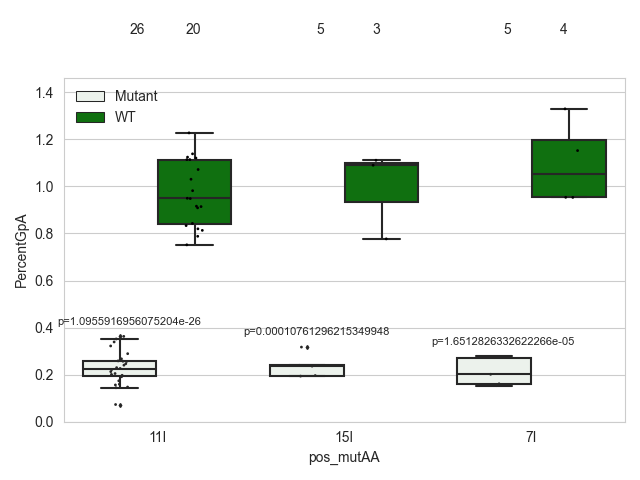 26 20 5 3 5 4
1.4
Mutant
WT
1.2
1.0
0.8
0.6
0.4
0.2
0.0
PercentGpA
p=1.0955916956075204e-26
p=0.00010761296215349948
p=1.6512826332622266e-05
11I 15I 7I
pos_mutAA